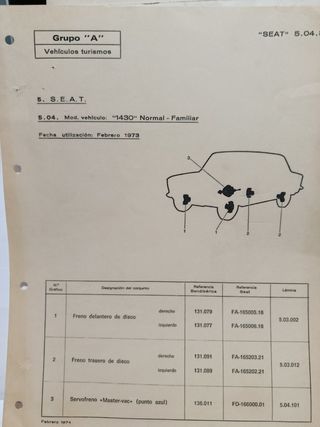 Grupo "A"
Vehículos turismos
"SEAT" 5.04.
5. S.E.A.T.
5.04. Mod. vehículo: "1430" Normal - Familiar
Fecha utilización: Febrero 1973
3
1 2 2
N.º Gráfico Designación del conjunto Referencia Bendibérica Referencia Seat Lámina
1 Freno delantero de disco derecho 131.079 FA-165005.18 5.03.002
izquierdo 131.077 FA-165006.18
2 Freno trasero de disco derecho 131.091 FA-165203.21 5.03.012
izquierdo 131.089 FA-165202.21
3 Servofreno «Master-vac» (punto azul) 136.011 FO-166000.01 5.04.101
Febrero 1974